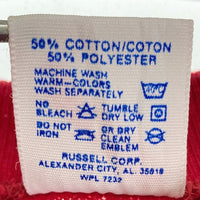 50% COTTON/COTON
50% POLYESTER
MACHINE WASH
WARM-COLORS
WASH SEPARATELY
NO BLEACH
TUMBLE DRY LOW
DO NOT IRON
OR DRY CLEAN EMBLEM
RUSSELL CORP.
ALEXANDER CITY, AL. 35010
WPL 7232